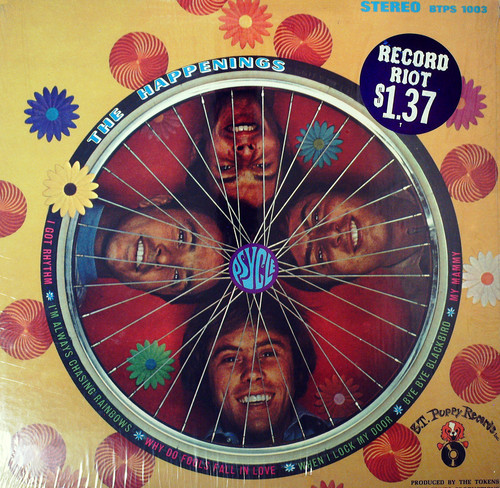 STEREO BTPS 1003
RECORD
RIOT
$1.37
THE HAPPENINGS
PSYCLE
I GOT RHYTHM
I'M ALWAYS CHASING RAINBOWS
WHY DO FOOLS FALL IN LOVE
WHEN I LOCK MY DOOR
BYE BYE BLACKBIRD
MY MAMMY
B.T. Puppy Records
PRODUCED BY THE TOKENS